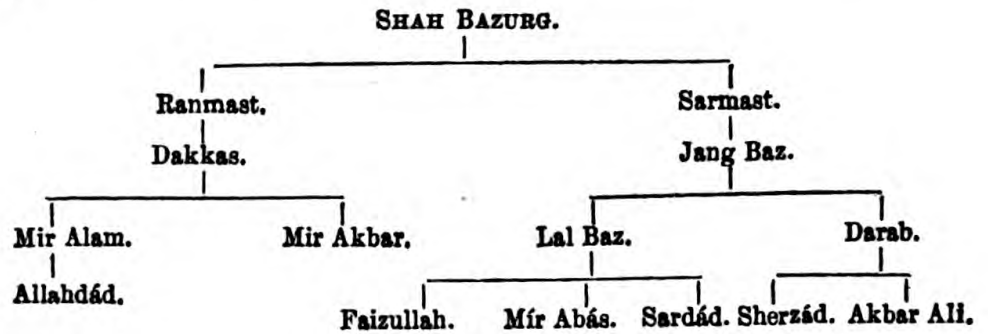 SHAH BAZURG.
Ranmast. Sarmast.
Dakkas. Jang Baz.
Mir Alam. Mir Akbar. Lal Baz. Darab.
Allahdád.
Faizullah. Mír Abás. Sardád. Sherzád. Akbar Ali.